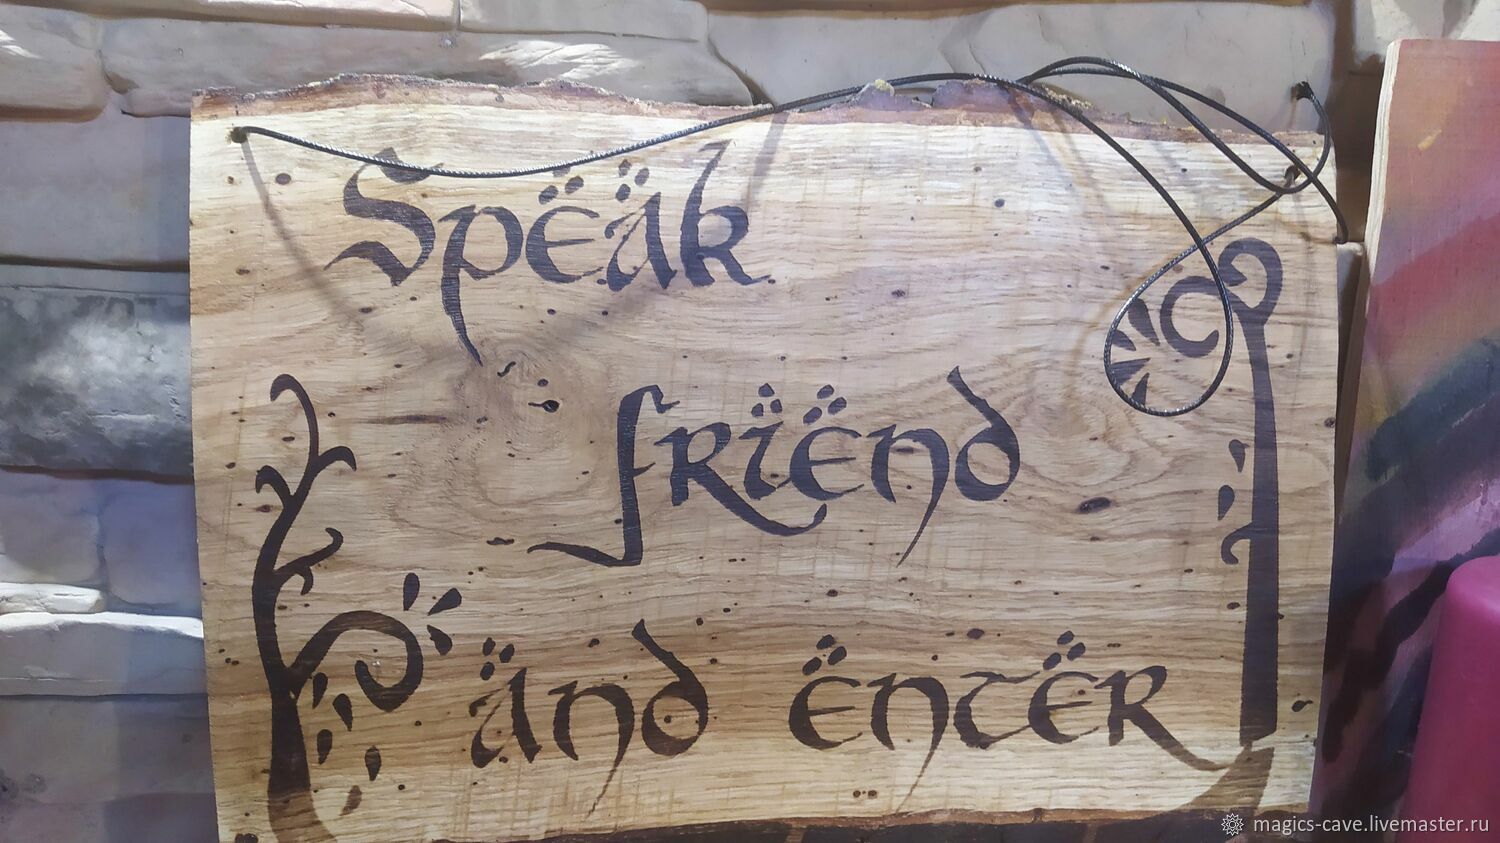 Speak
friend
and enter
magics-cave.livemaster.ru